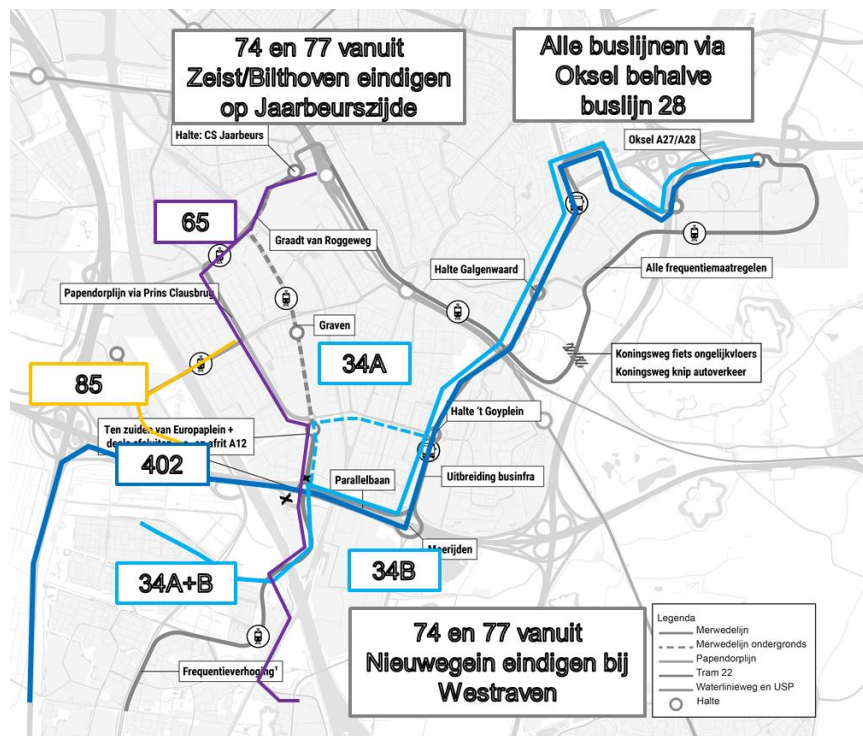 74 en 77 vanuit
Zeist/Bilthoven eindigen
op Jaarbeurszijde
Alle buslijnen via
Oksel behalve
buslijn 28
Halte: CS Jaarbeurs
Oksel A27/A28
65
Graadt van Roggeweg
Halte Galgenwaard
Alle frequentiemaatregelen
Papendorplijn via Prins Clausbrug
Graven
Koningsweg fiets ongelijkvloers
Koningsweg knip autoverkeer
34A
85
Halte 't Goyplein
Ten zuiden van Europaplein +
afrit A12
402
Parallelbaan
Uitbreiding businfra
34A+B
34B
74 en 77 vanuit
Nieuwegein eindigen bij
Westraven
Frequentieverhoging¹
Legenda
Merwedelijn
Merwedelijn ondergronds
Papendorplijn
Tram 22
Waterlinieweg en USP
Halte